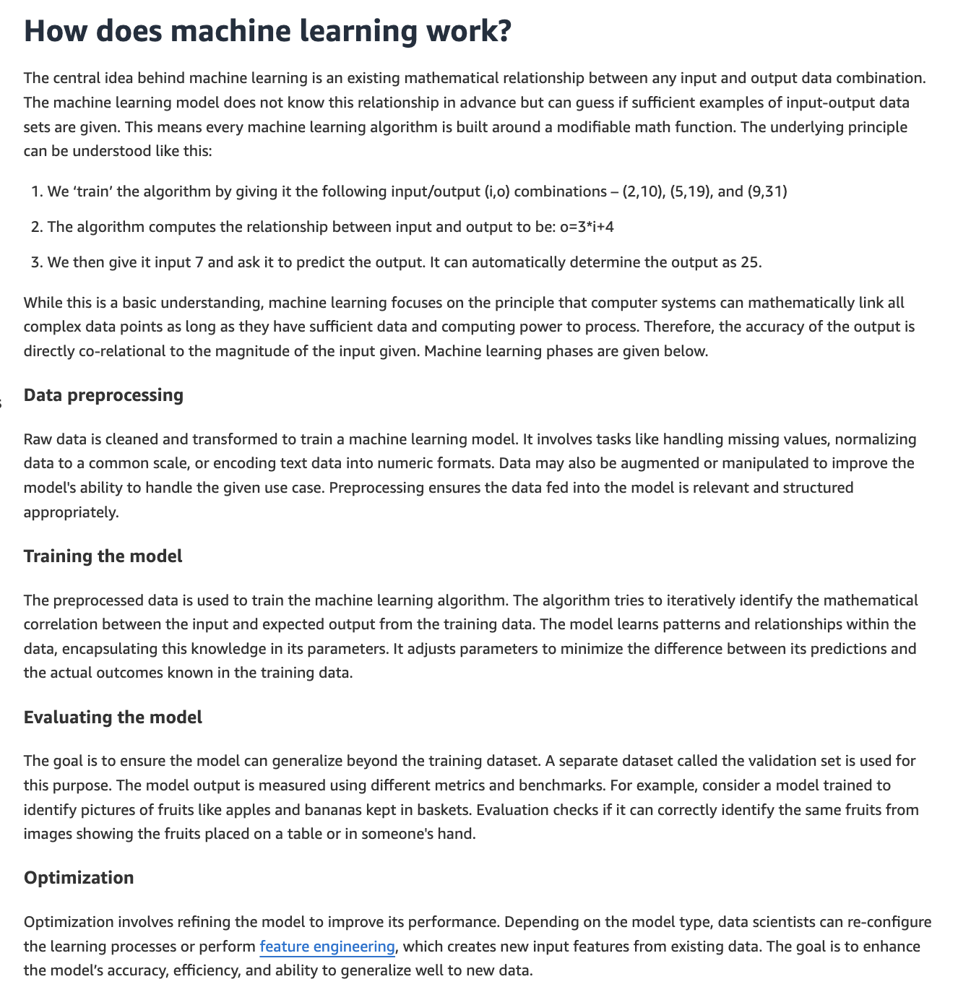 How does machine learning work?
The central idea behind machine learning is an existing mathematical relationship between any input and output data combination.
The machine learning model does not know this relationship in advance but can guess if sufficient examples of input-output data
sets are given. This means every machine learning algorithm is built around a modifiable math function. The underlying principle
can be understood like this:
1. We ‘train’ the algorithm by giving it the following input/output (i,o) combinations – (2,10), (5,19), and (9,31)
2. The algorithm computes the relationship between input and output to be: o=3*i+4
3. We then give it input 7 and ask it to predict the output. It can automatically determine the output as 25.
While this is a basic understanding, machine learning focuses on the principle that computer systems can mathematically link all
complex data points as long as they have sufficient data and computing power to process. Therefore, the accuracy of the output is
directly co-relational to the magnitude of the input given. Machine learning phases are given below.
Data preprocessing
Raw data is cleaned and transformed to train a machine learning model. It involves tasks like handling missing values, normalizing
data to a common scale, or encoding text data into numeric formats. Data may also be augmented or manipulated to improve the
model's ability to handle the given use case. Preprocessing ensures the data fed into the model is relevant and structured
appropriately.
Training the model
The preprocessed data is used to train the machine learning algorithm. The algorithm tries to iteratively identify the mathematical
correlation between the input and expected output from the training data. The model learns patterns and relationships within the
data, encapsulating this knowledge in its parameters. It adjusts parameters to minimize the difference between its predictions and
the actual outcomes known in the training data.
Evaluating the model
The goal is to ensure the model can generalize beyond the training dataset. A separate dataset called the validation set is used for
this purpose. The model output is measured using different metrics and benchmarks. For example, consider a model trained to
identify pictures of fruits like apples and bananas kept in baskets. Evaluation checks if it can correctly identify the same fruits from
images showing the fruits placed on a table or in someone's hand.
Optimization
Optimization involves refining the model to improve its performance. Depending on the model type, data scientists can re-configure
the learning processes or perform feature engineering, which creates new input features from existing data. The goal is to enhance
the model’s accuracy, efficiency, and ability to generalize well to new data.